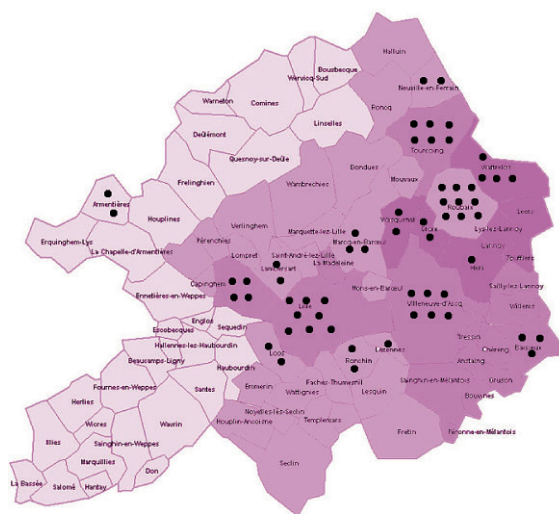 Halluin
Bousbecque
Wervicq-Sud
Neuville-en-Ferrain
Comines
Warneton
Roncq
Linselles
Deûlémont
Tourcoing
Quesnoy-sur-Deûle
Bondues
Wattrelos
Mouvaux
Frelinghien
Wambrechies
Armentières
Roubaix
Wasquehal
Leers
Houplines
Verlinghem
Marquette-lez-Lille
Marcq-en-Barœul
Croix
Lys-lez-Lannoy
Erquinghem-Lys
Pérenchies
Lannoy
La Chapelle-d'Armentières
Lompret
Saint-André-lez-Lille
La Madeleine
Hem
Toufflers
Lambersart
Ennetières-en-Weppes
Capinghem
Mons-en-Barœul
Sailly-lez-Lannoy
Lille
Villeneuve-d'Ascq
Willems
Englos
Escobecques
Sequedin
Tressin
Hallennes-lez-Haubourdin
Loos
Lezennes
Chéreng
Baisieux
Beaucamps-Ligny
Haubourdin
Ronchin
Anstaing
Fournes-en-Weppes
Santes
Emmerin
Wattignies
Faches-Thumesnil
Lesquin
Sainghin-en-Mélantois
Gruson
Herlies
Bouvines
Wicres
Noyelles-lès-Seclin
Houplin-Ancoisne
Templemars
Illies
Sainghin-en-Weppes
Wavrin
Fretin
Péronne-en-Mélantois
Marquillies
Seclin
Don
La Bassée
Salomé
Hantay